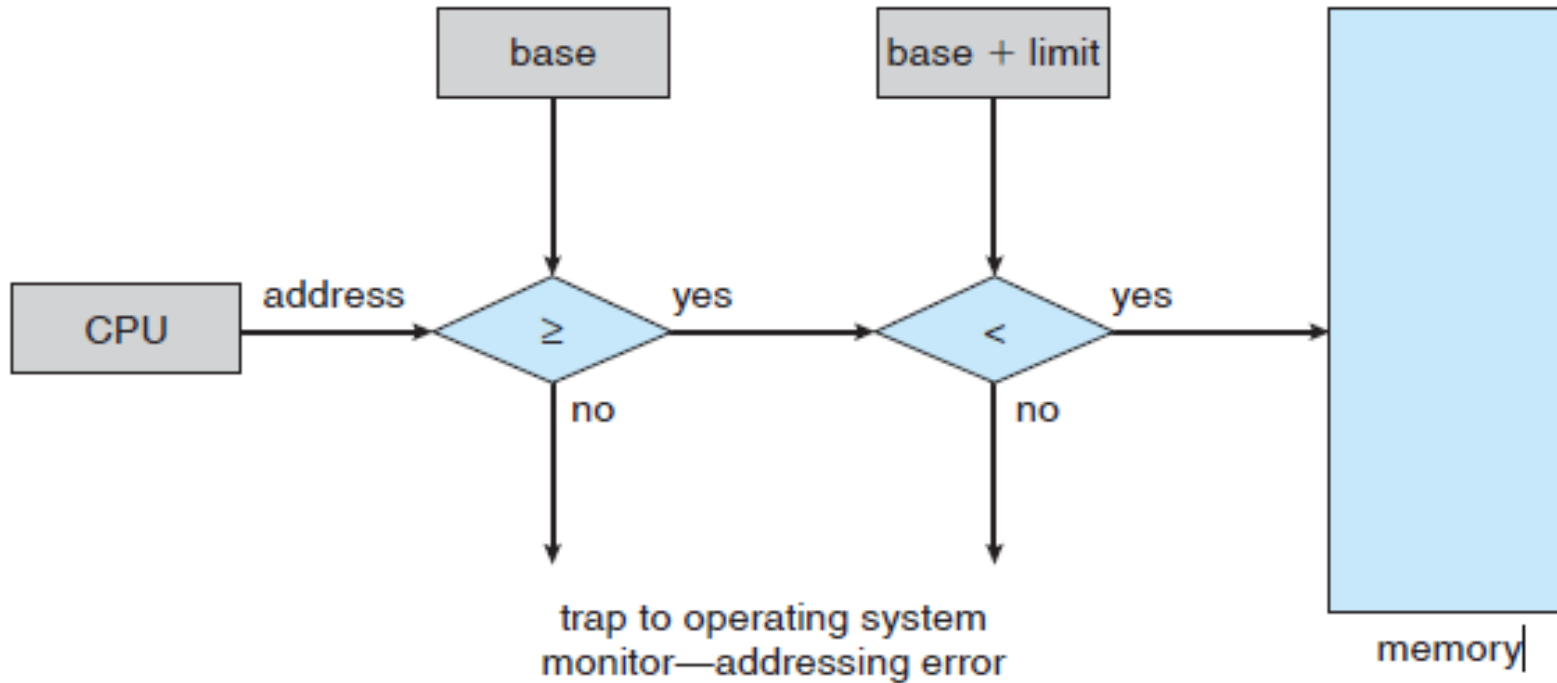 base
base + limit
CPU
address
≥
yes
<
yes
no
no
trap to operating system
monitor—addressing error
memory